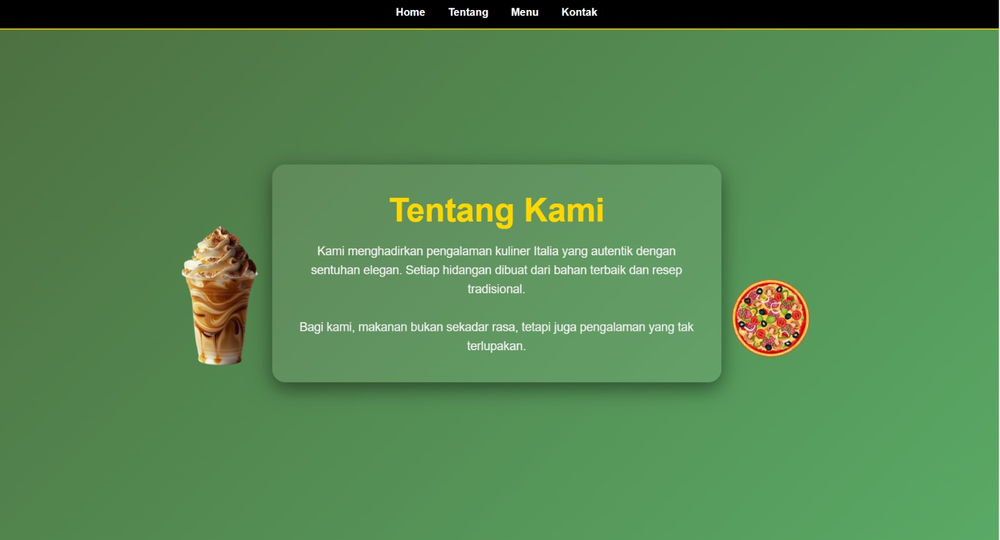 Home Tentang Menu Kontak
Tentang Kami
Kami menghadirkan pengalaman kuliner Italia yang autentik dengan
sentuhan elegan. Setiap hidangan dibuat dari bahan terbaik dan resep
tradisional.
Bagi kami, makanan bukan sekadar rasa, tetapi juga pengalaman yang tak
terlupakan.